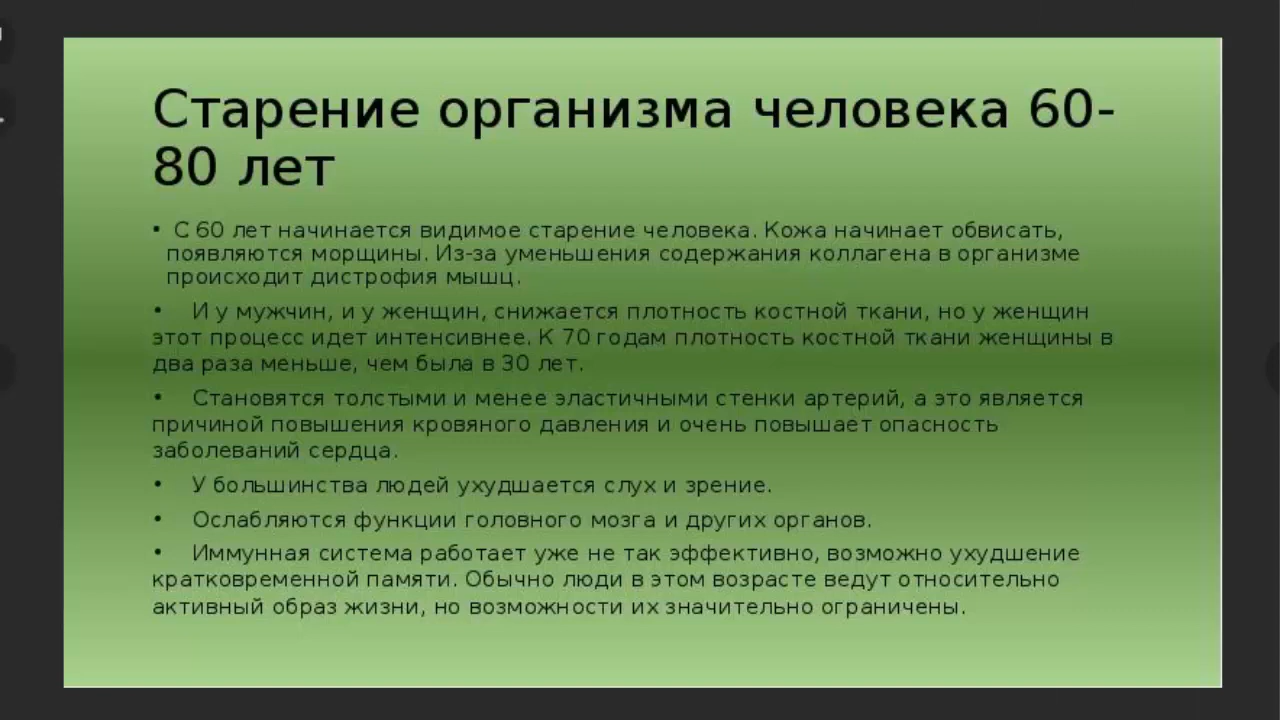 Старение организма человека 60-
80 лет
• С 60 лет начинается видимое старение человека. Кожа начинает обвисать,
появляются морщины. Из-за уменьшения содержания коллагена в организме
происходит дистрофия мышц.
• И у мужчин, и у женщин, снижается плотность костной ткани, но у женщин
этот процесс идет интенсивнее. К 70 годам плотность костной ткани женщины в
два раза меньше, чем была в 30 лет.
• Становятся толстыми и менее эластичными стенки артерий, а это является
причиной повышения кровяного давления и очень повышает опасность
заболеваний сердца.
• У большинства людей ухудшается слух и зрение.
• Ослабляются функции головного мозга и других органов.
• Иммунная система работает уже не так эффективно, возможно ухудшение
кратковременной памяти. Обычно люди в этом возрасте ведут относительно
активный образ жизни, но возможности их значительно ограничены.